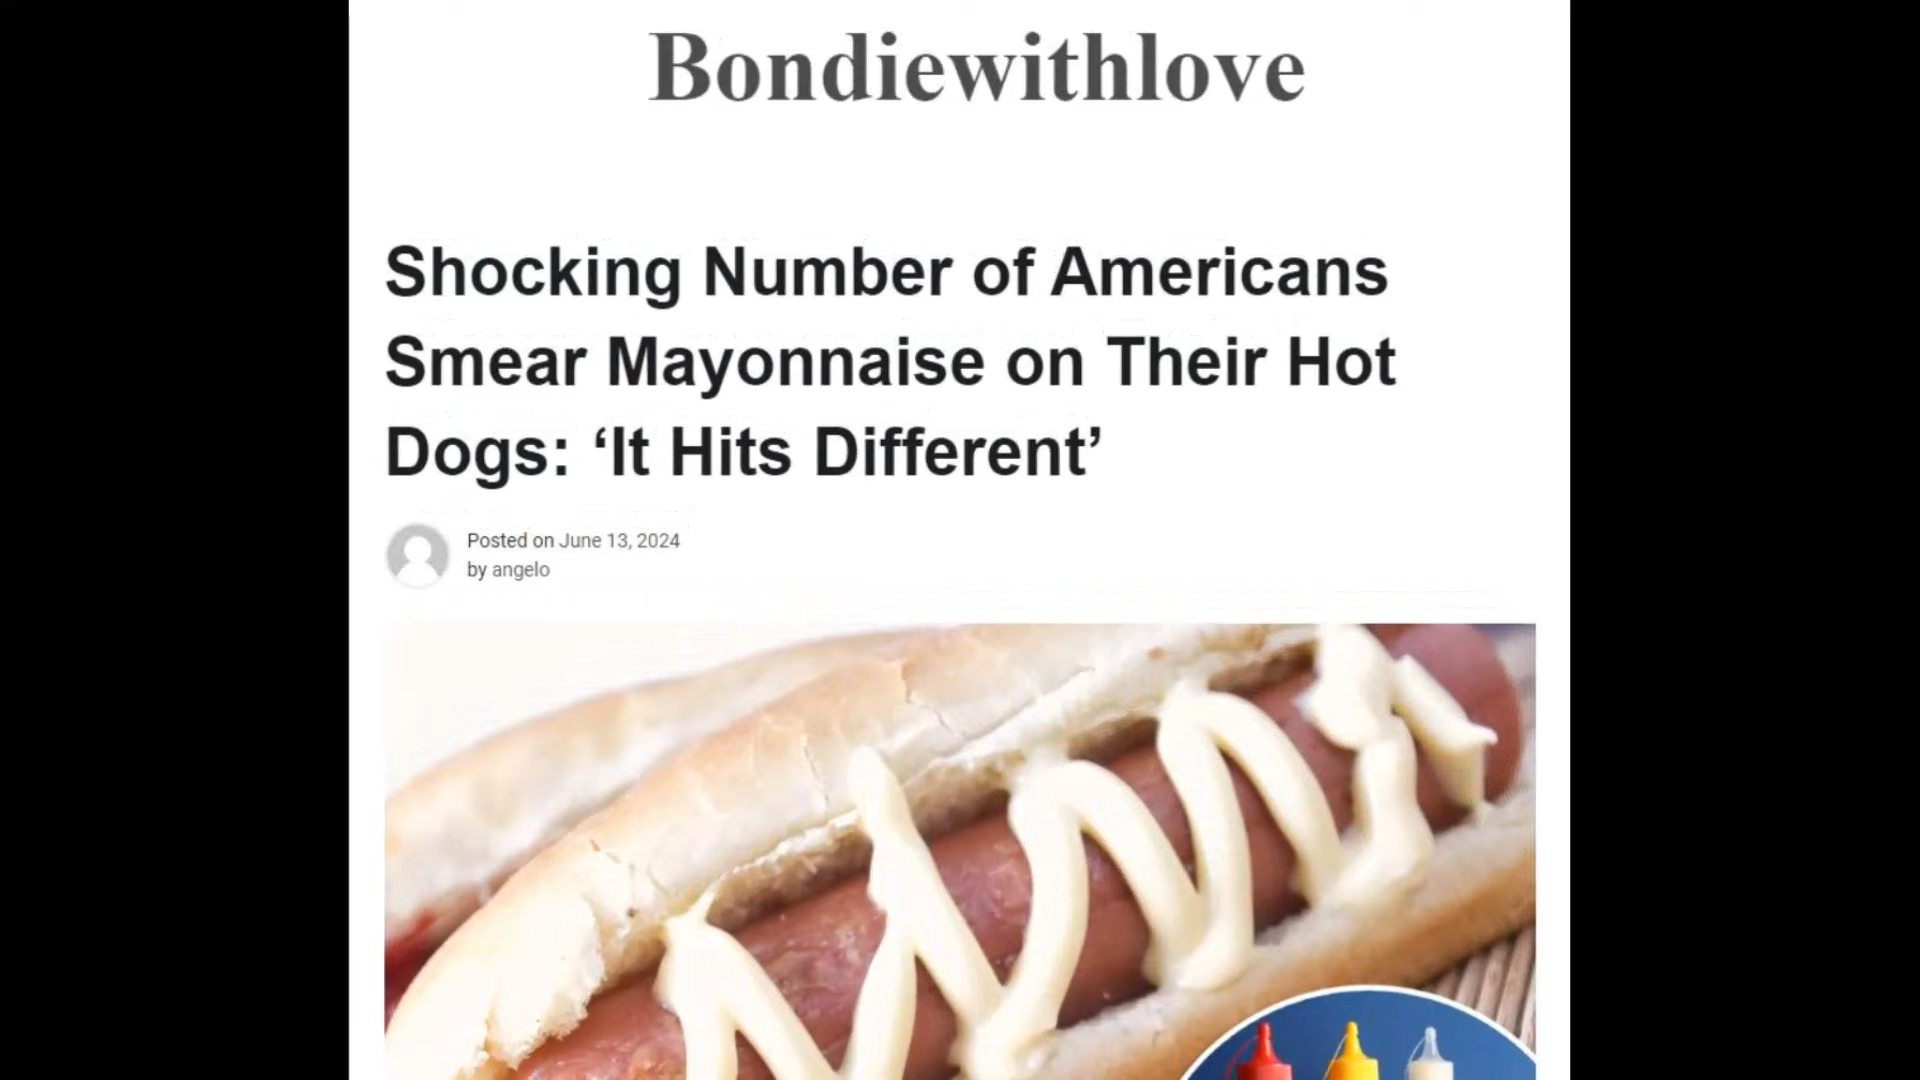 Bondiewithlove
Shocking Number of Americans
Smear Mayonnaise on Their Hot
Dogs: ‘It Hits Different’
Posted on June 13, 2024
by angelo